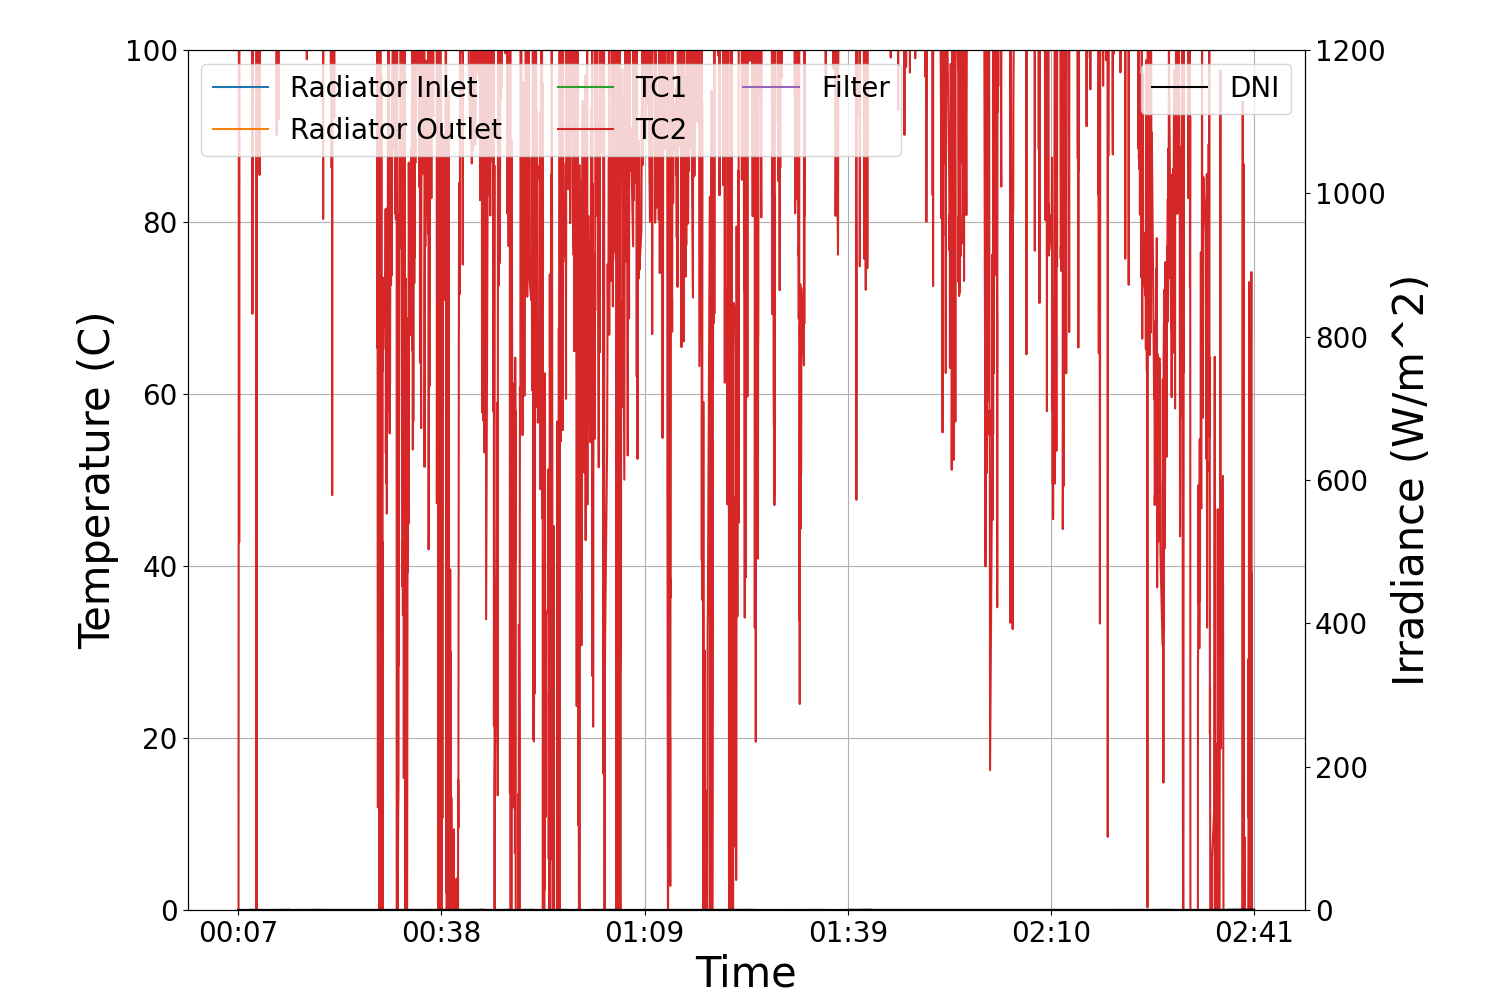 Radiator Inlet
Radiator Outlet
TC1
TC2
Filter
DNI
100
80
60
40
20
0
Temperature (C)
1200
1000
800
600
400
200
0
Irradiance (W/m^2)
00:07 00:38 01:09 01:39 02:10 02:41
Time